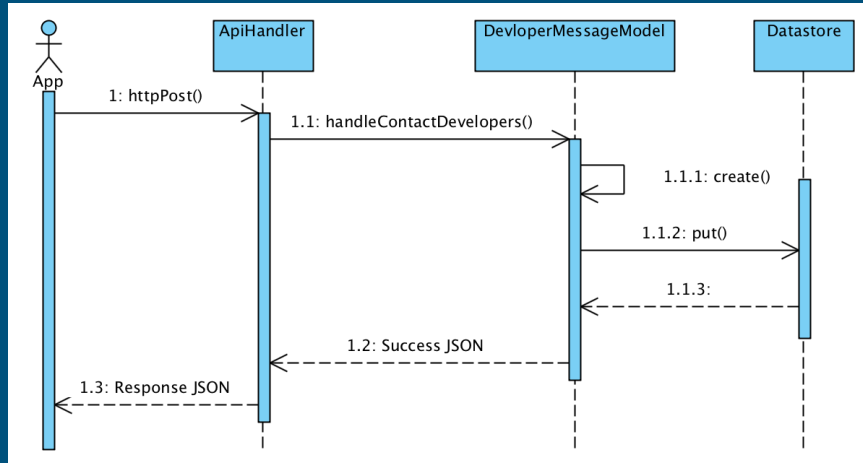 ApiHandler
DevloperMessageModel
Datastore
App
1: httpPost()
1.1: handleContactDevelopers()
1.1.1: create()
1.1.2: put()
1.1.3:
1.2: Success JSON
1.3: Response JSON